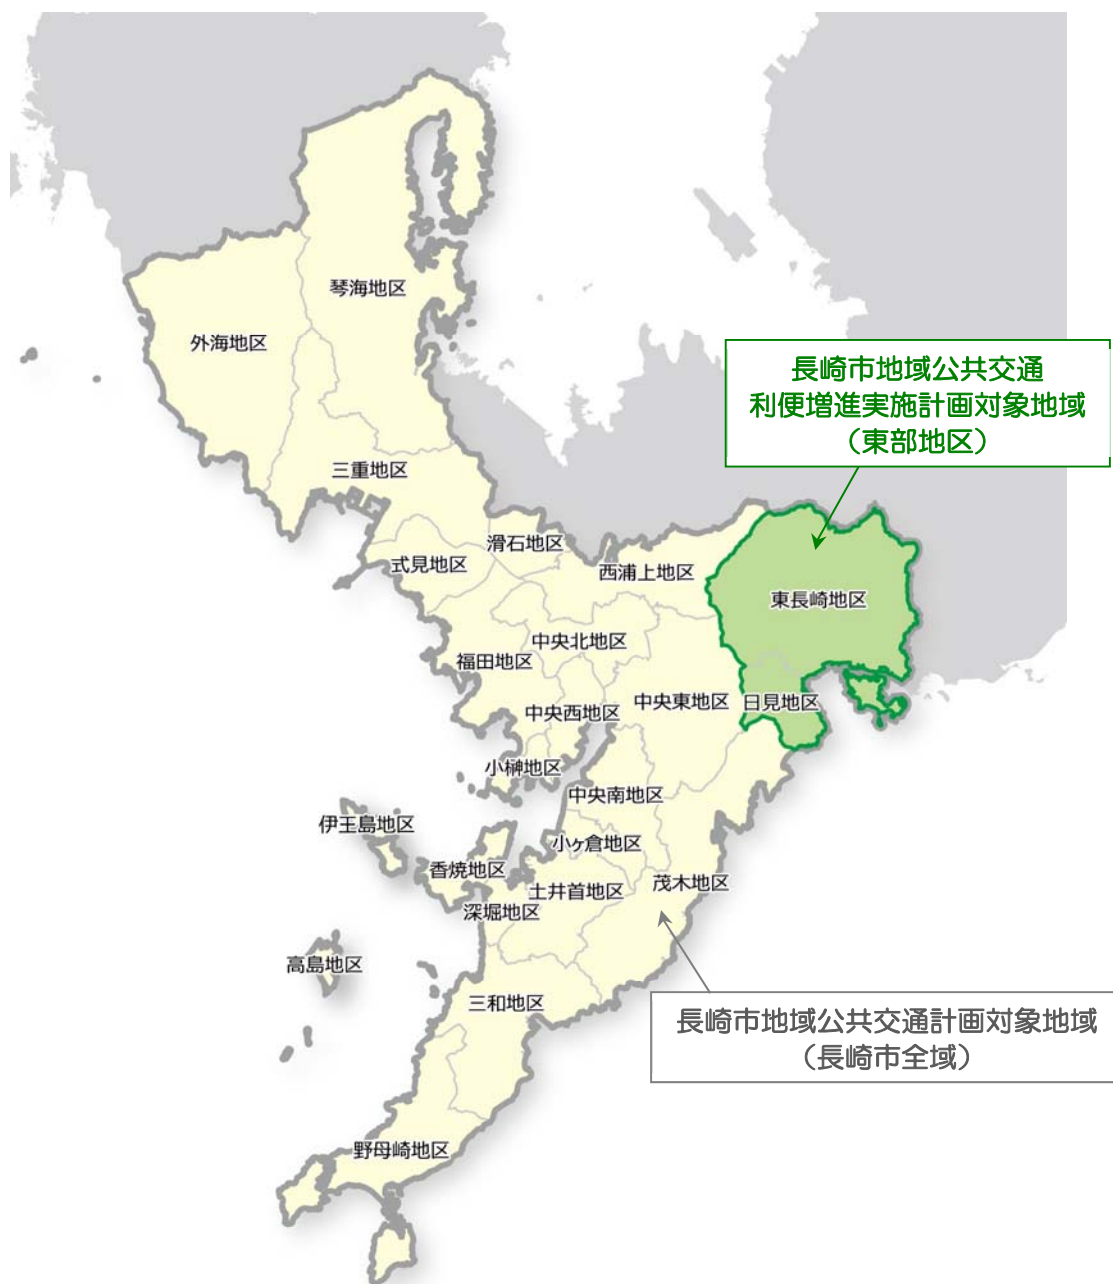 琴海地区
外海地区
長崎市地域公共交通
利便増進実施計画対象地域
（東部地区）
三重地区
滑石地区
式見地区
西浦上地区
東長崎地区
中央北地区
福田地区
中央東地区
日見地区
中央西地区
小榊地区
中央南地区
伊王島地区
小ヶ倉地区
香焼地区
土井首地区
茂木地区
深堀地区
高島地区
三和地区
長崎市地域公共交通計画対象地域
（長崎市全域）
野母崎地区